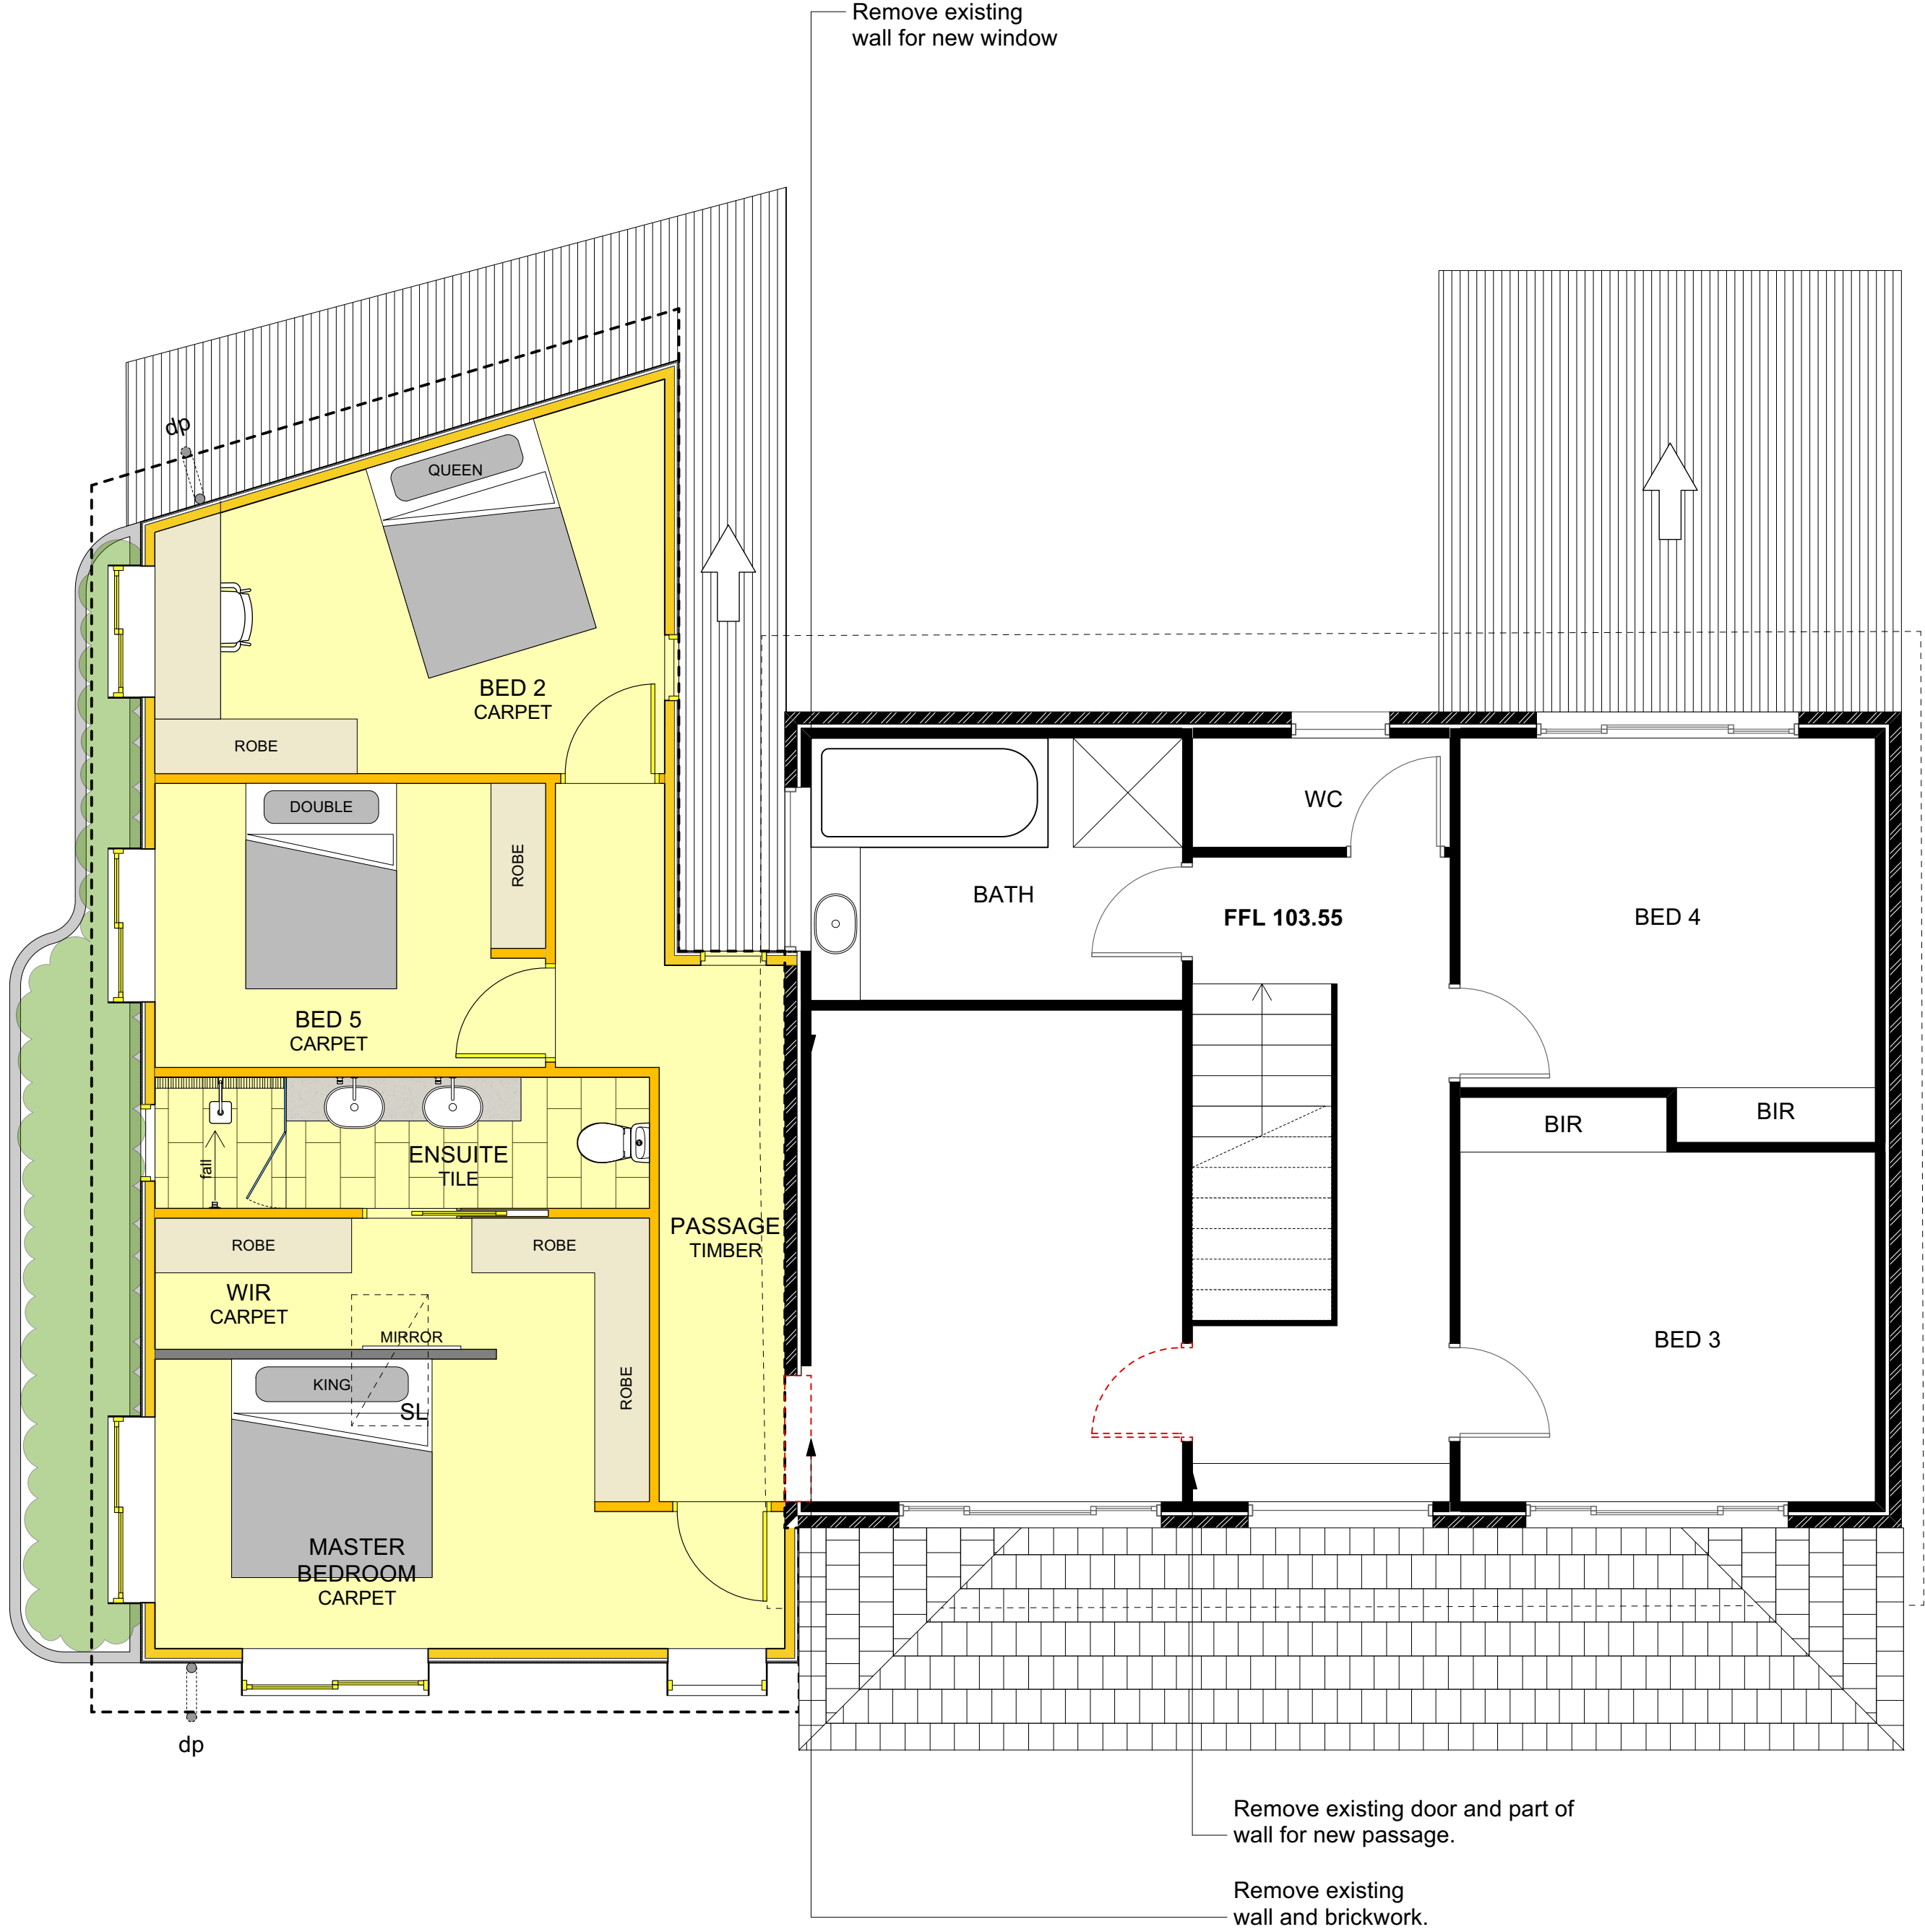 Remove existing
wall for new window
dp
QUEEN
BED 2
CARPET
ROBE
DOUBLE
ROBE
WC
BATH
FFL 103.55
BED 4
BED 5
CARPET
BIR
BIR
ENSUITE
TILE
fall
PASSAGE
TIMBER
ROBE
ROBE
WIR
CARPET
MIRROR
BED 3
KING
SL
ROBE
MASTER
BEDROOM
CARPET
dp
Remove existing door and part of
wall for new passage.
Remove existing
wall and brickwork.